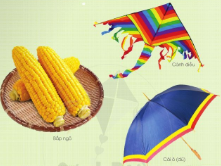 Cánh diều
Bắp ngô
Cái ô (dù)